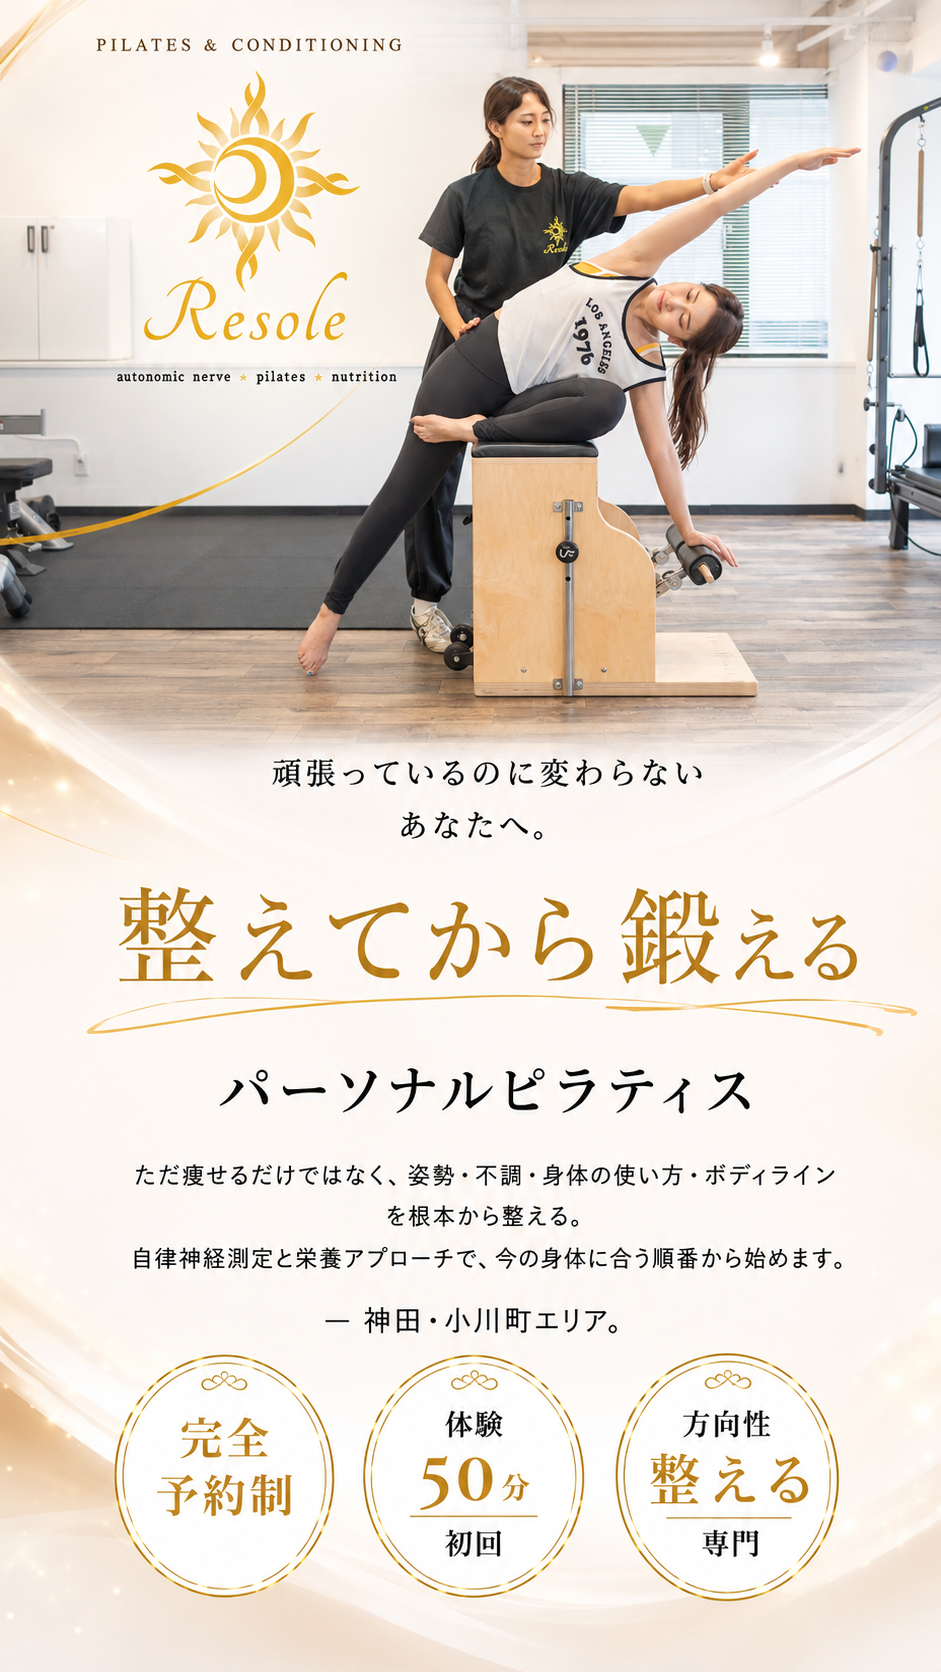 PILATES & CONDITIONING
Resole
autonomic nerve ★ pilates ★ nutrition
Resole
LOS ANGELES
1976
頑張っているのに変わらない
あなたへ。
整えてから鍛える
パーソナルピラティス
ただ痩せるだけではなく、姿勢・不調・身体の使い方・ボディライン
を根本から整える。
自律神経測定と栄養アプローチで、今の身体に合う順番から始めます。
— 神田・小川町エリア。
完全
予約制
体験
50分
初回
方向性
整える
専門